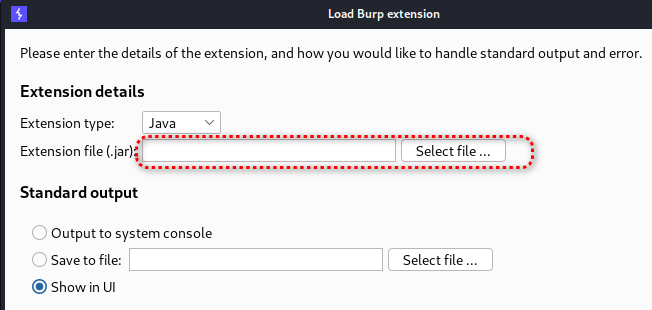 Load Burp extension
Please enter the details of the extension, and how you would like to handle standard output and error.
Extension details
Extension type: Java
Extension file (.jar): Select file ...
Standard output
Output to system console
Save to file: Select file ...
Show in UI